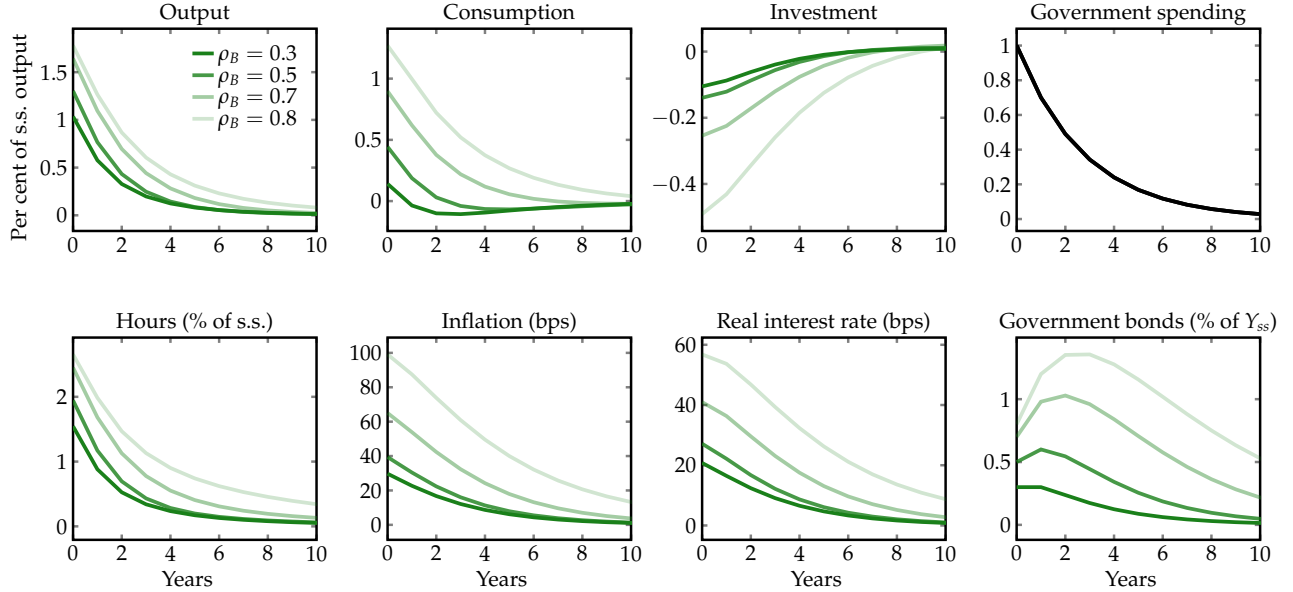 Output
Consumption
Investment
Government spending
Per cent of s.s. output
1.5
1
0.5
0
ρ_B = 0.3
ρ_B = 0.5
ρ_B = 0.7
ρ_B = 0.8
0 2 4 6 8 10
1
0.5
0
0 2 4 6 8 10
0
−0.2
−0.4
0 2 4 6 8 10
1
0.8
0.6
0.4
0.2
0
0 2 4 6 8 10
Hours (% of s.s.)
Inflation (bps)
Real interest rate (bps)
Government bonds (% of Y_ss)
2
1
0
0 2 4 6 8 10
Years
100
80
60
40
20
0
0 2 4 6 8 10
Years
60
40
20
0
0 2 4 6 8 10
Years
1
0.5
0
0 2 4 6 8 10
Years